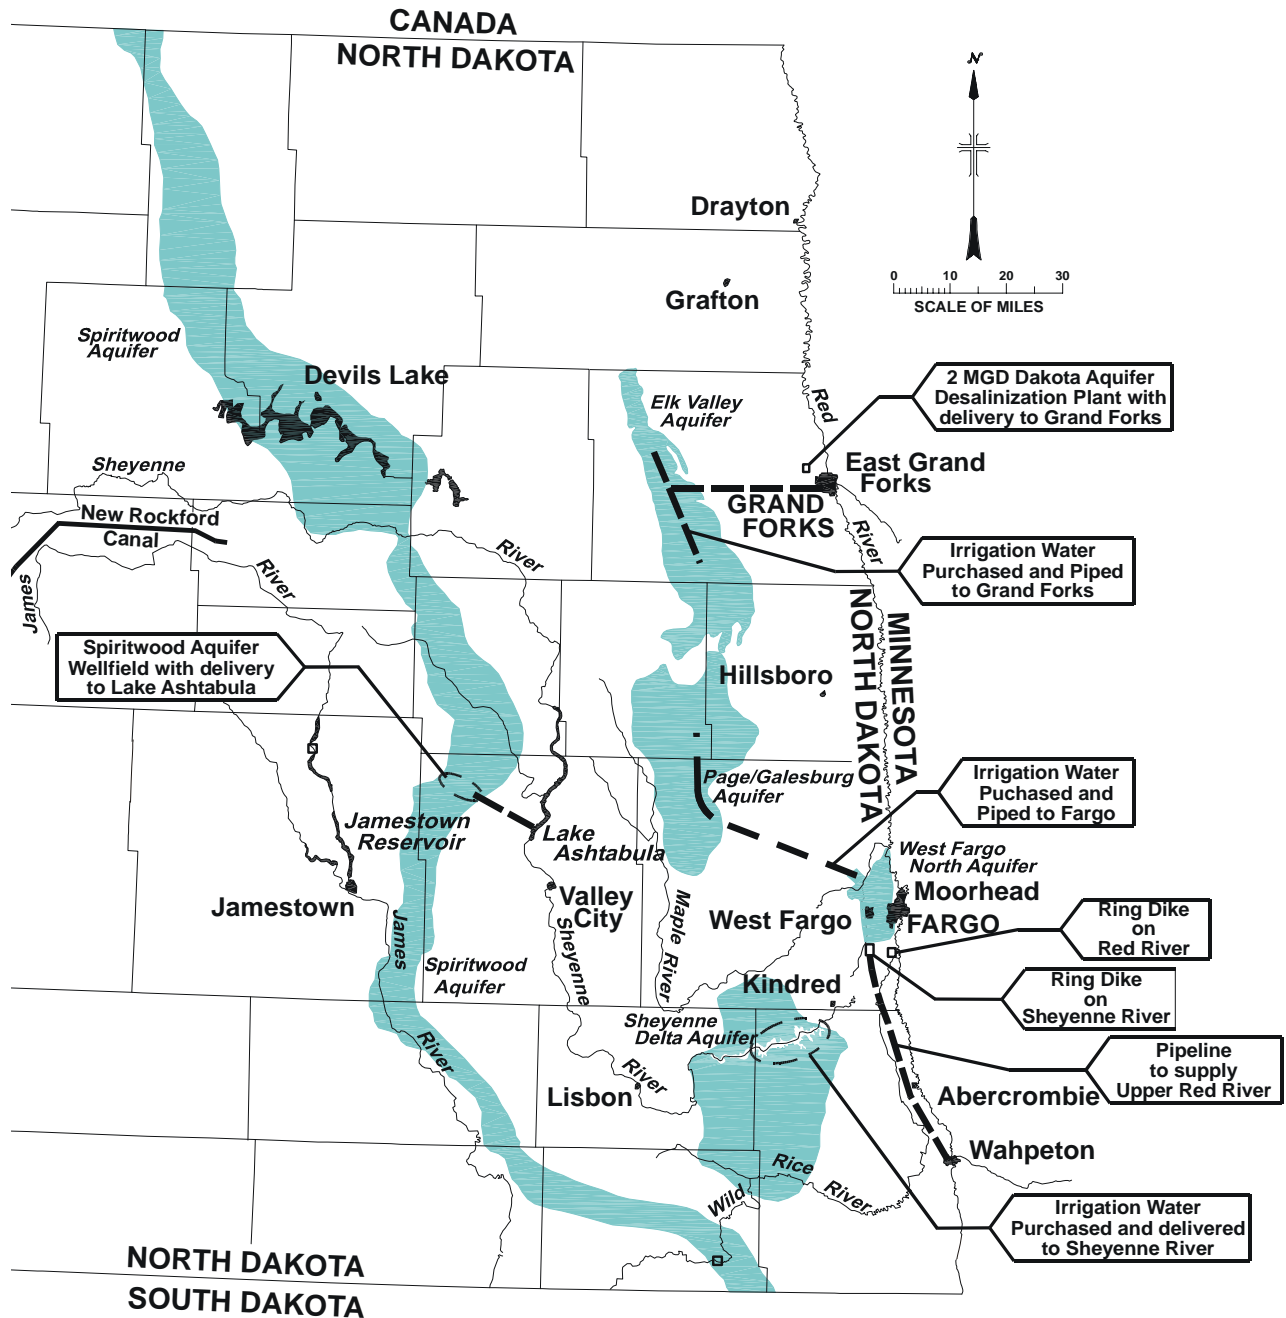 CANADA
NORTH DAKOTA
N
Drayton
0 10 20 30
SCALE OF MILES
Grafton
Spiritwood
Aquifer
Devils Lake
Elk Valley
Aquifer
Red
2 MGD Dakota Aquifer
Desalinization Plant with
delivery to Grand Forks
Sheyenne
East Grand
Forks
GRAND
FORKS
New Rockford
Canal
River
River
River
James
Irrigation Water
Purchased and Piped
to Grand Forks
NORTH DAKOTA
MINNESOTA
Spiritwood Aquifer
Wellfield with delivery
to Lake Ashtabula
Hillsboro
Page/Galesburg
Aquifer
Irrigation Water
Puchased and
Piped to Fargo
Jamestown
Reservoir
Lake
Ashtabula
West Fargo
North Aquifer
Jamestown
Valley
City
Maple River
West Fargo
Moorhead
FARGO
Ring Dike
on
Red River
James
Spiritwood
Aquifer
Sheyenne
Kindred
Ring Dike
on
Sheyenne River
Sheyenne
Delta Aquifer
River
River
Lisbon
Pipeline
to supply
Upper Red River
Abercrombie
Wahpeton
Wild
Rice
River
Irrigation Water
Purchased and delivered
to Sheyenne River
NORTH DAKOTA
SOUTH DAKOTA